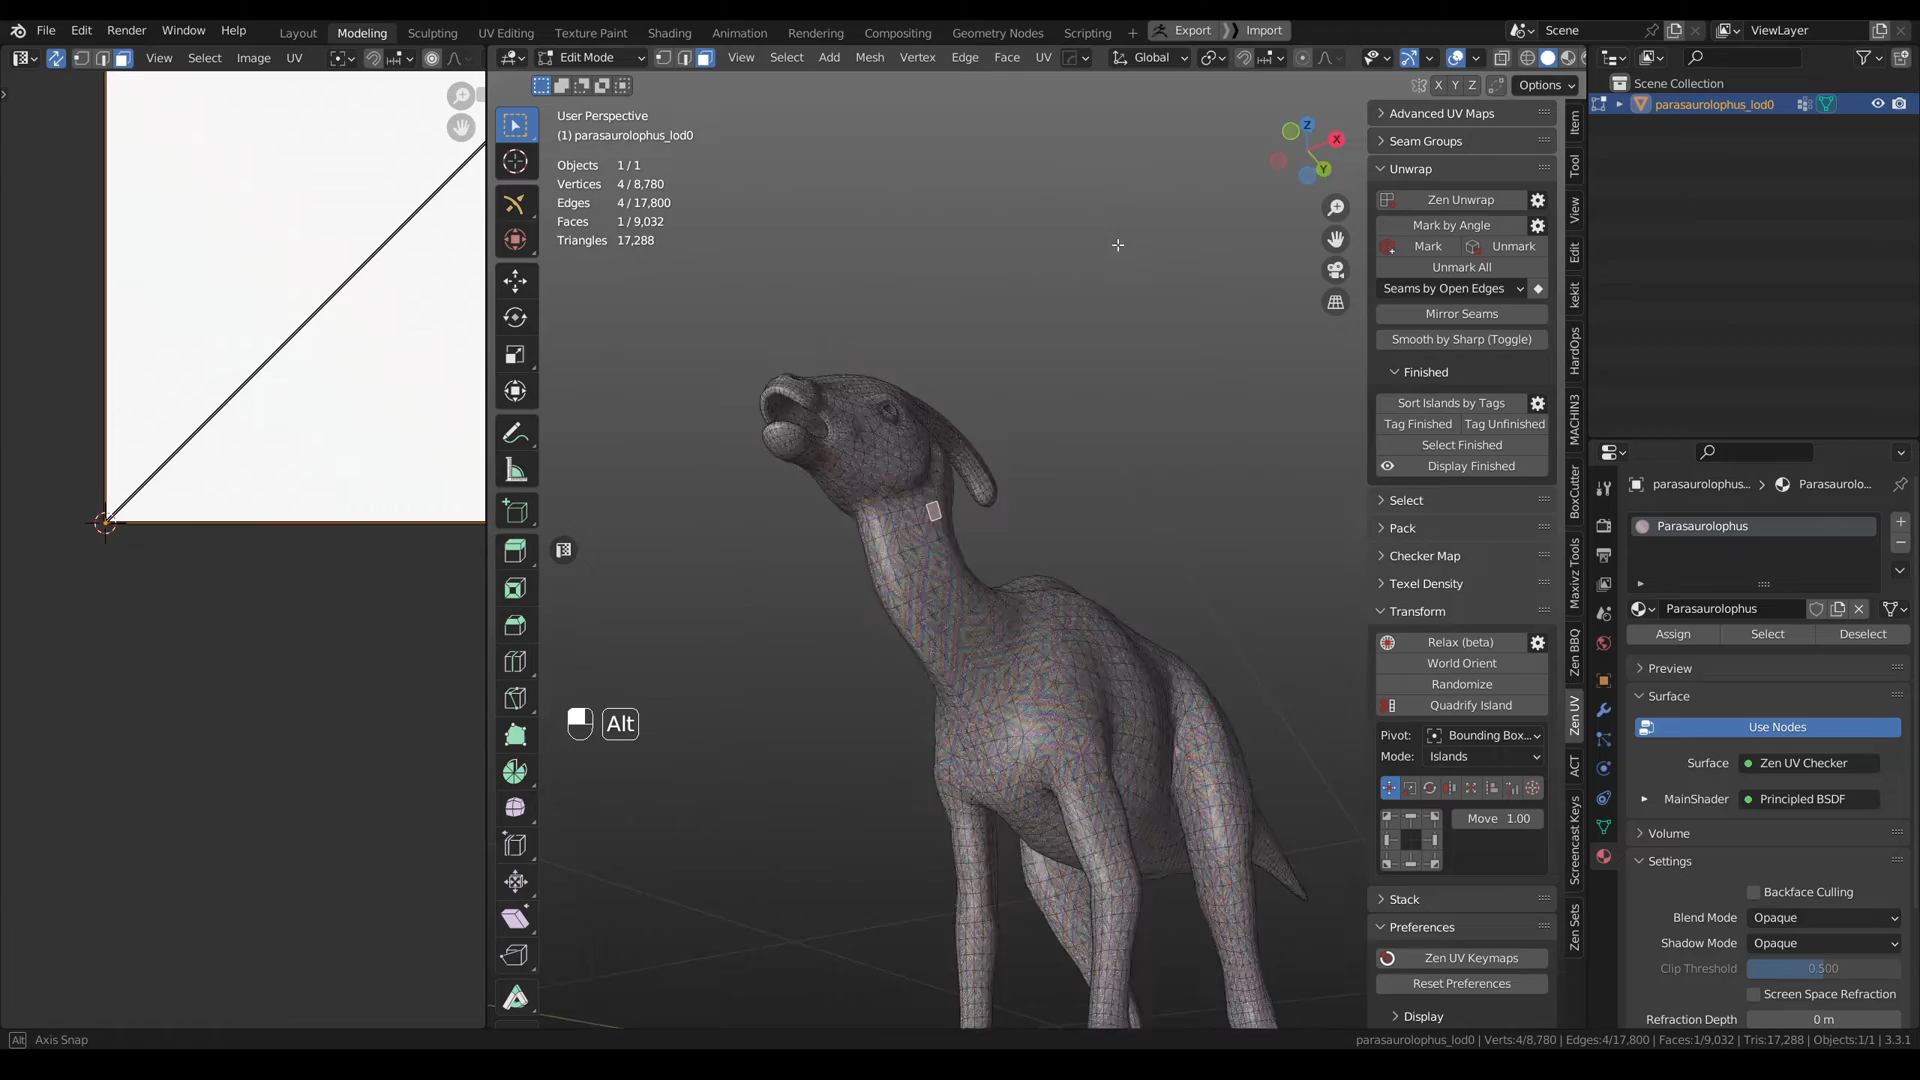 File Edit Render Window Help Layout Modeling Sculpting UV Editing Texture Paint Shading Animation Rendering Compositing Geometry Nodes Scripting + Export Import Scene ViewLayer
View Select Image UV Edit Mode View Select Add Mesh Vertex Edge Face UV Global
X Y Z Options
Scene Collection
parasaurolophus_lod0
User Perspective
(1) parasaurolophus_lod0
Objects 1 / 1
Vertices 4 / 8,780
Edges 4 / 17,800
Faces 1 / 9,032
Triangles 17,288
Z
X
Y
Alt
Advanced UV Maps
Seam Groups
Unwrap
Zen Unwrap
Mark by Angle
Mark Unmark
Unmark All
Seams by Open Edges
Mirror Seams
Smooth by Sharp (Toggle)
Finished
Sort Islands by Tags
Tag Finished Tag Unfinished
Select Finished
Display Finished
Select
Pack
Checker Map
Texel Density
Transform
Relax (beta)
World Orient
Randomize
Quadrify Island
Pivot: Bounding Box...
Mode: Islands
Move 1.00
Stack
Preferences
Zen UV Keymaps
Reset Preferences
Display
Item
Tool
View
Edit
kekit
HardOps
MACHIN3
BoxCutter
Maxivz Tools
Zen BBQ
Zen UV
ACT
Screencast Keys
Zen Sets
parasaurolophus... Parasaurolo...
Parasaurolophus
Parasaurolophus
Assign Select Deselect
Preview
Surface
Use Nodes
Surface Zen UV Checker
MainShader Principled BSDF
Volume
Settings
Backface Culling
Blend Mode Opaque
Shadow Mode Opaque
Clip Threshold 0.500
Screen Space Refraction
Refraction Depth 0 m
Alt Axis Snap
parasaurolophus_lod0 | Verts:4/8,780 | Edges:4/17,800 | Faces:1/9,032 | Tris:17,288 | Objects:1/1 | 3.3.1